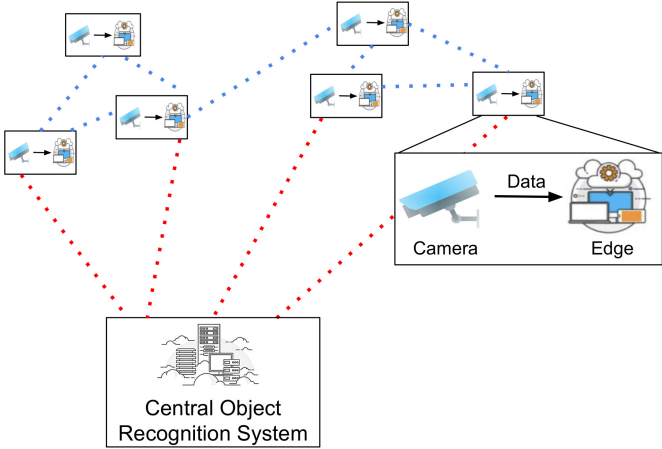 Data
Camera
Edge
Central Object
Recognition System